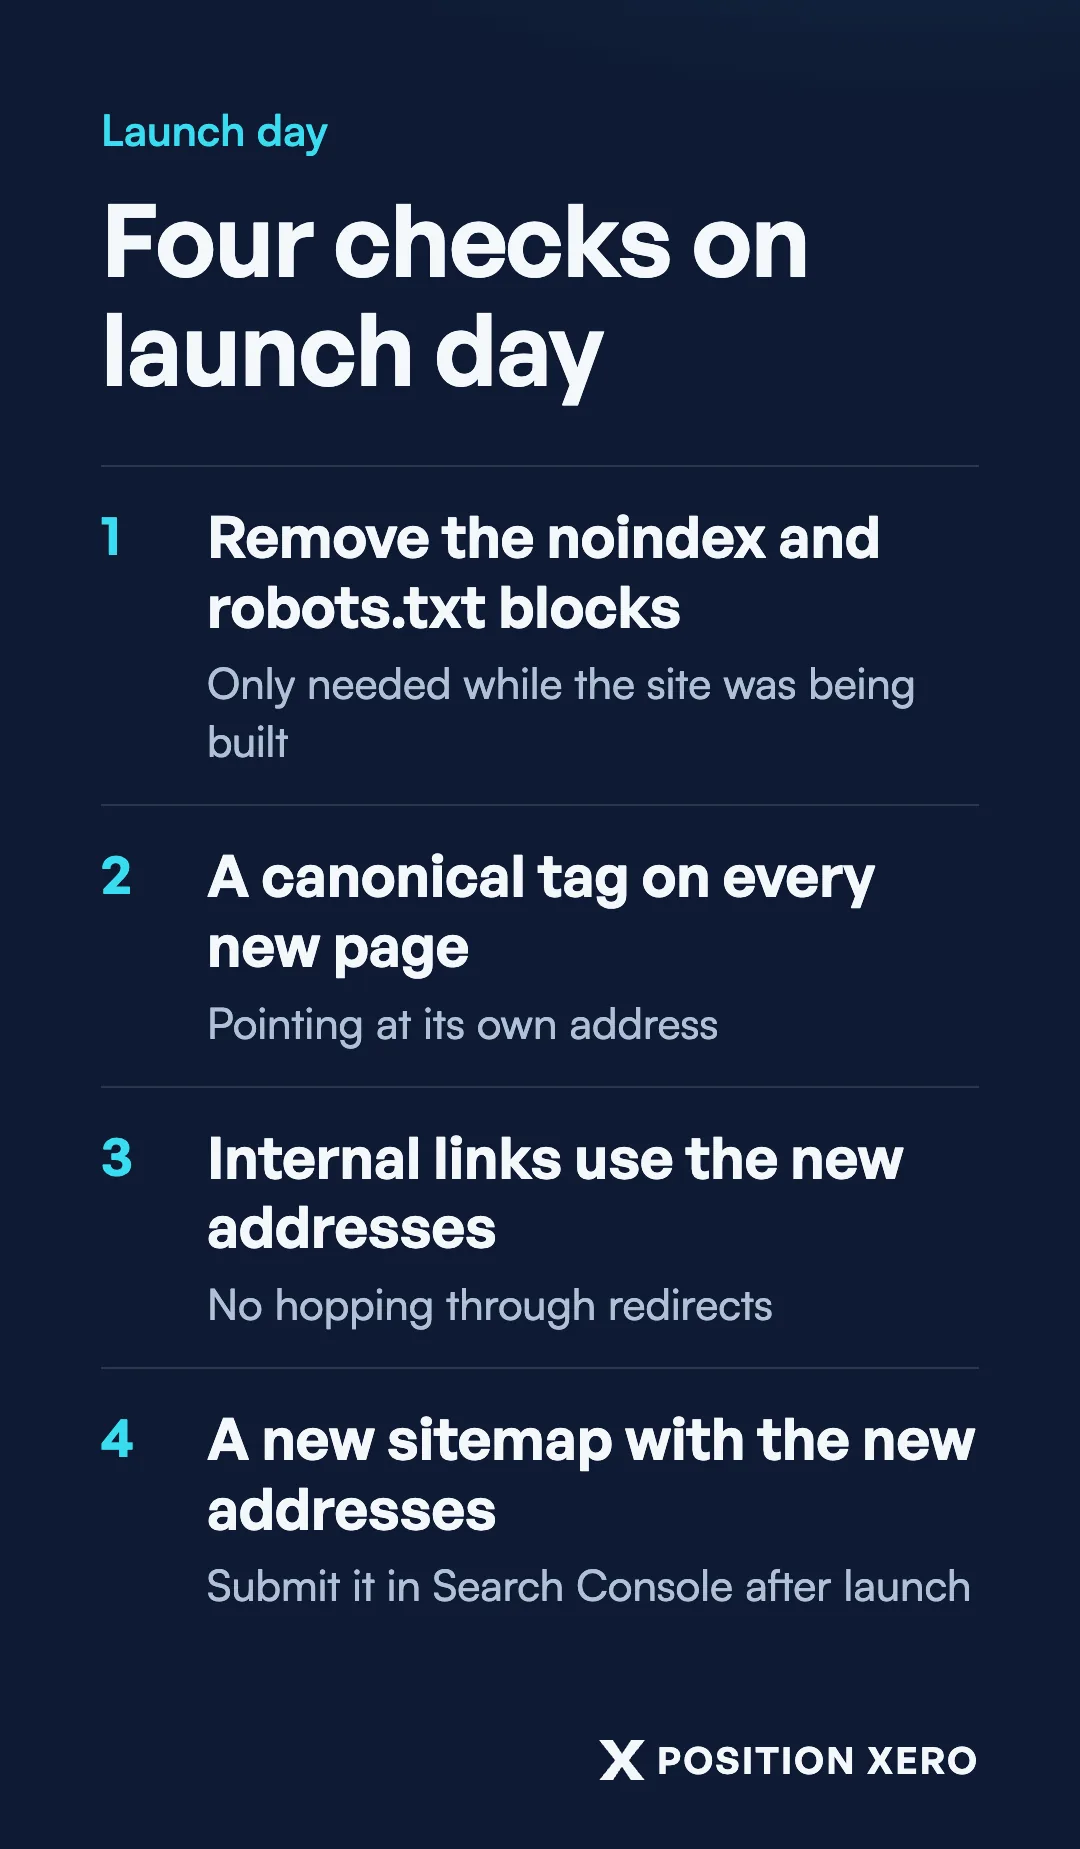 Launch day
Four checks on
launch day
1
Remove the noindex and
robots.txt blocks
Only needed while the site was being
built
2
A canonical tag on every
new page
Pointing at its own address
3
Internal links use the new
addresses
No hopping through redirects
4
A new sitemap with the new
addresses
Submit it in Search Console after launch
X POSITION XERO